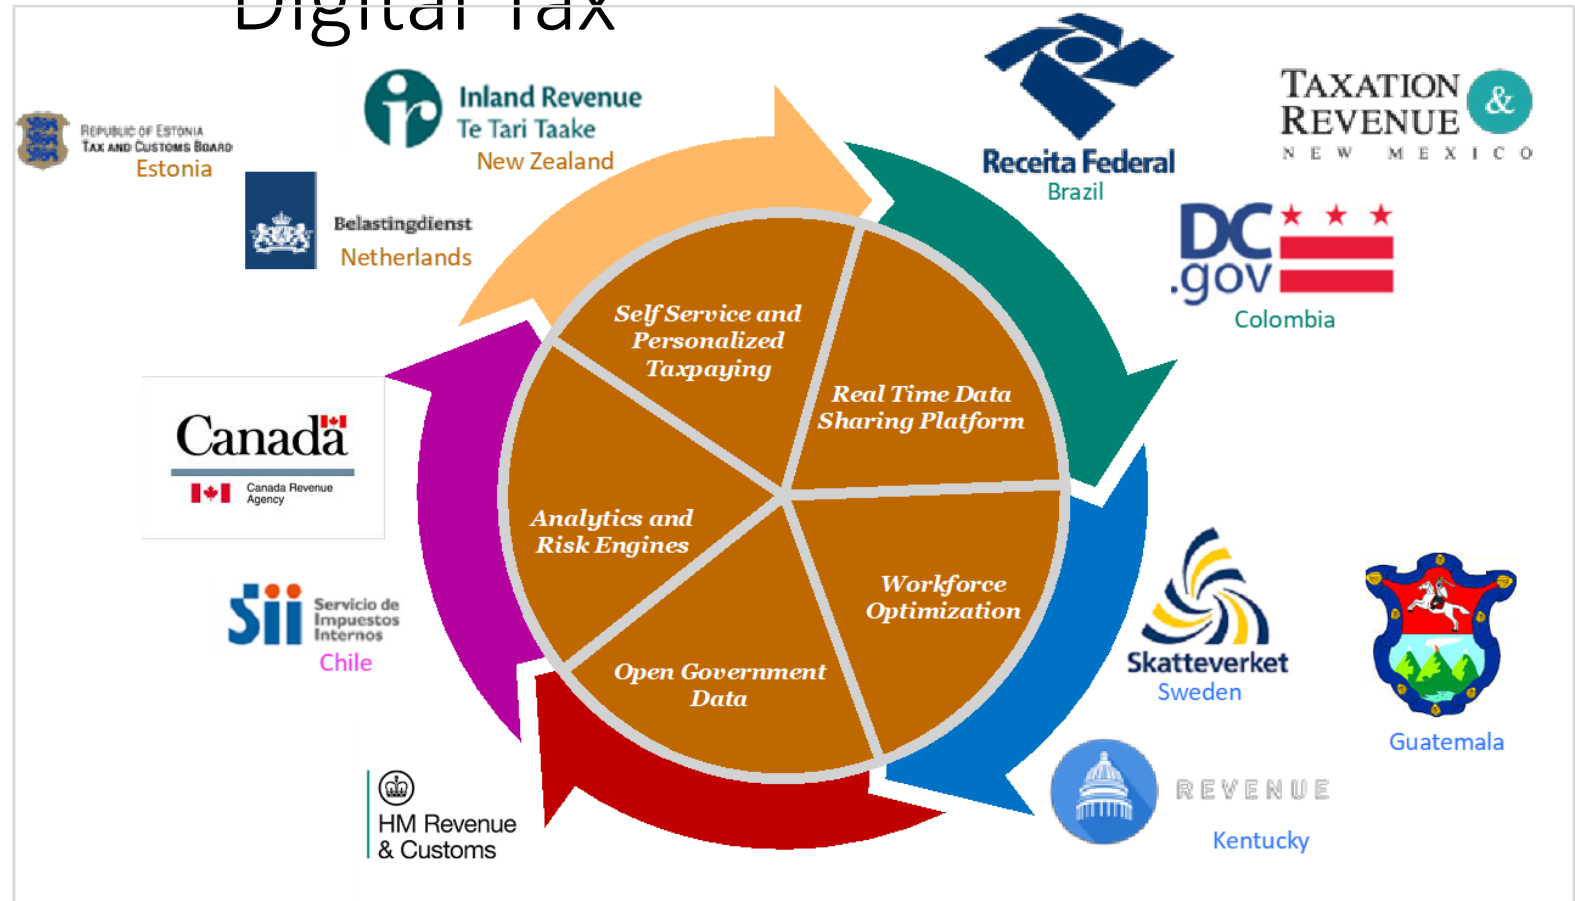 Digital Tax
Inland Revenue
Te Tari Taake
New Zealand
REPUBLIC OF ESTONIA
TAX AND CUSTOMS BOARD
Estonia
Belastingdienst
Netherlands
Receita Federal
Brazil
TAXATION &
REVENUE
NEW MEXICO
DC
.gov
Colombia
Self Service and
Personalized
Taxpaying
Real Time Data
Sharing Platform
Canada
Canada Revenue
Agency
Analytics and
Risk Engines
Workforce
Optimization
Open Government
Data
Sii
Servicio de
Impuestos
Internos
Chile
Skatteverket
Sweden
Guatemala
HM Revenue
& Customs
REVENUE
Kentucky